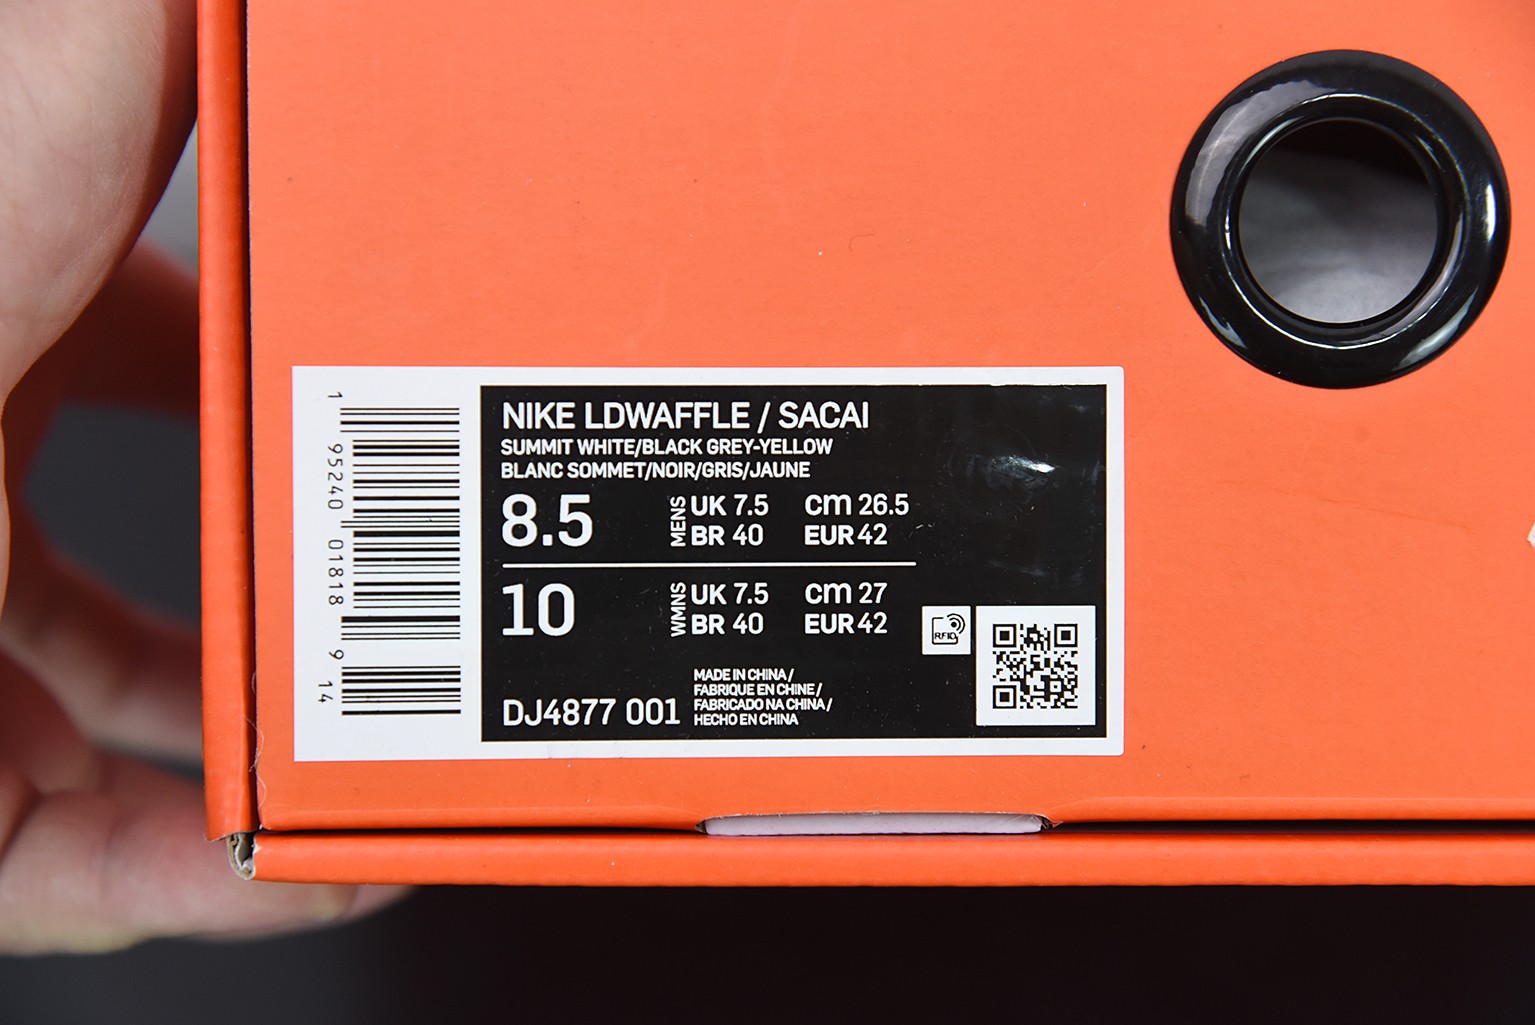 NIKE LDWAFFLE / SACAI
SUMMIT WHITE/BLACK GREY-YELLOW
BLANC SOMMET/NOIR/GRIS/JAUNE
8.5 MENS UK 7.5 cm 26.5
BR 40 EUR 42
10 WMNS UK 7.5 cm 27
BR 40 EUR 42
RFID
DJ4877 001
MADE IN CHINA /
FABRIQUE EN CHINE /
FABRICADO NA CHINA /
HECHO EN CHINA
1 95240 01818 9 14